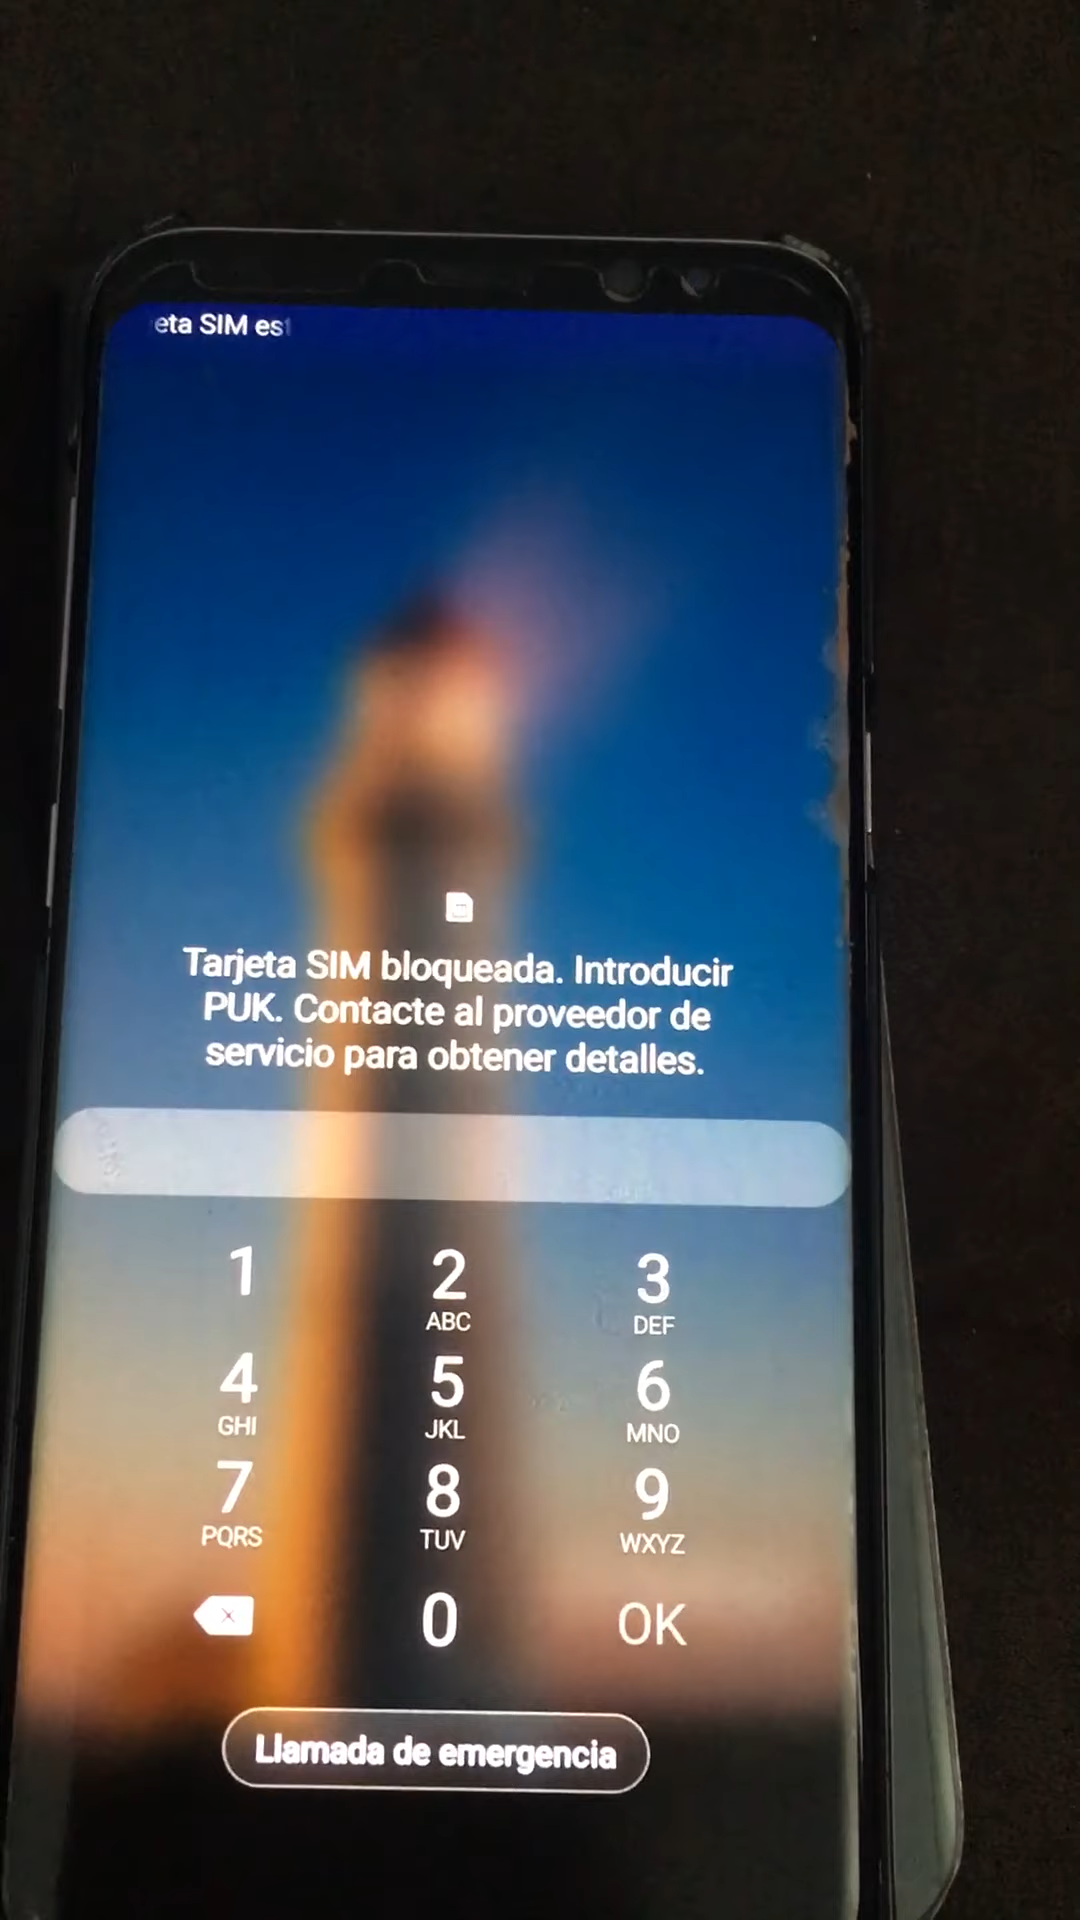 eta SIM es
Tarjeta SIM bloqueada. Introducir
PUK. Contacte al proveedor de
servicio para obtener detalles.
1 2 3
ABC DEF
4 5 6
GHI JKL MNO
7 8 9
PQRS TUV WXYZ
0 OK
Llamada de emergencia